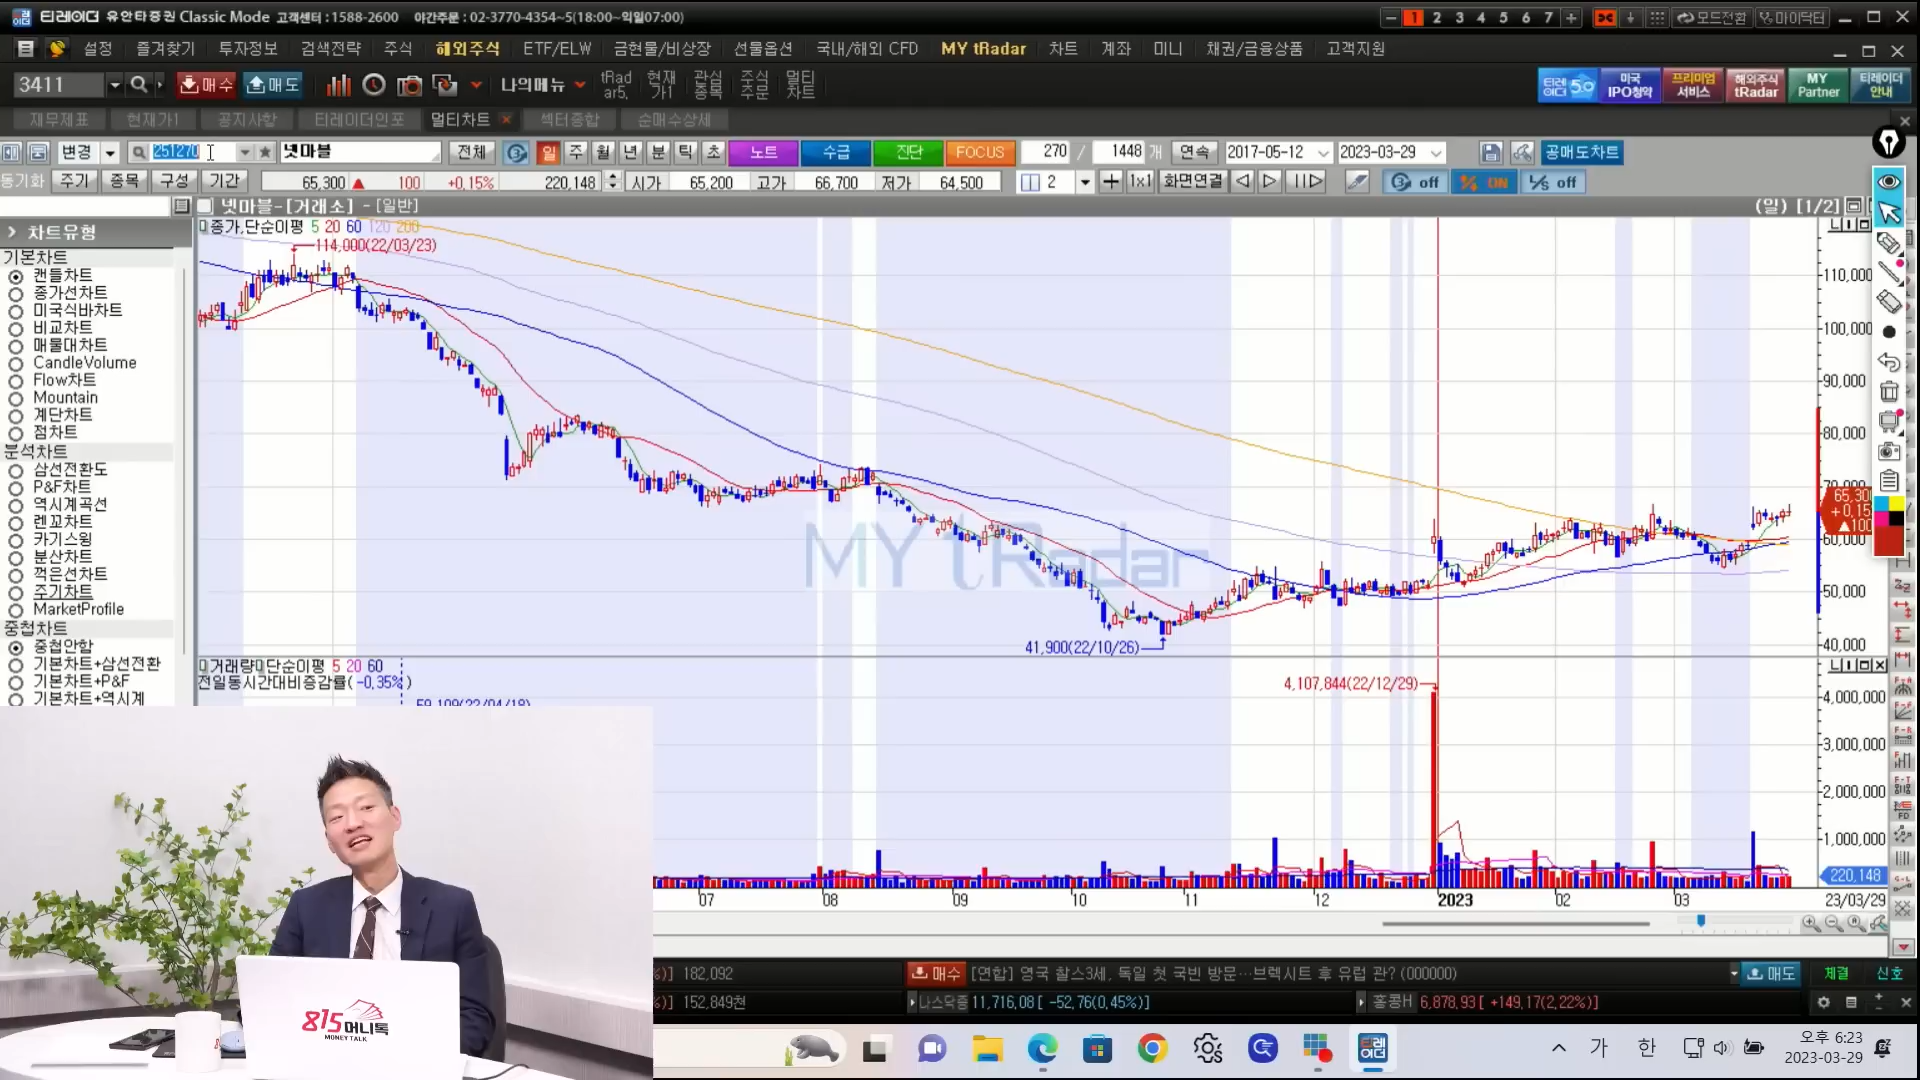 티레이더 유안타증권 Classic Mode 고객센터 : 1588-2600 야간주문 : 02-3770-4354~5(18:00~익일07:00)
1 2 3 4 5 6 7 모드전환 마이닥터
설정 즐겨찾기 투자정보 검색전략 주식 해외주식 ETF/ELW 금현물/비상장 선물옵션 국내/해외 CFD MY tRadar 차트 계좌 미니 채권/금융상품 고객지원
3411 매수 매도 나의메뉴 tRadar5, 현재가1 관심종목 주식주문 멀티차트
티레이더 5.0 미국 IPO청약 프리미엄 서비스 해외주식 tRadar MY Partner 티레이더 안내
재무제표 현재가1 공지사항 티레이더인포 멀티차트 섹터종합 순매수상세
변경 251270 넷마블 전체 일 주 월 년 분 틱 초 노트 수급 진단 FOCUS 270 / 1448 개 연속 2017-05-12 2023-03-29 공매도차트
동기화 주기 종목 구성 기간 65,300 ▲ 100 +0,15% 220,148 시가 65,200 고가 66,700 저가 64,500 2 1x1 화면연결 off ON L/S off
넷마블-[거래소] - [일반] (일) [1/2]
차트유형
기본차트
캔들차트
종가선차트
미국식바차트
비교차트
매물대차트
CandleVolume
Flow차트
Mountain
계단차트
점차트
분석차트
삼선전환도
P&F차트
역시계곡선
렌꼬차트
카기스윙
분산차트
꺽은선차트
주기차트
MarketProfile
중첩차트
중첩안함
기본차트+삼선전환
기본차트+P&F
기본차트+역시계
종가,단순이평 5 20 60 120 200
114,000(22/03/23)
MY tRadar
41,900(22/10/26)
110,000
100,000
90,000
80,000
70,000
65,300
+0,15
▲100
60,000
50,000
40,000
거래량 단순이평 5 20 60
전일동시간대비증감률( -0,35% )
59,109(22/04/18)
4,107,844(22/12/29)
4,000,000
3,000,000
2,000,000
1,000,000
220,148
07 08 09 10 11 12 2023 02 03 23/03/29
%)] 182,092 매수 [연합] 영국 찰스3세, 독일 첫 국빈 방문…브렉시트 후 유럽 관? (000000) 매도 체결 신호
%)] 152,849천 나스닥종 11,716,08 [ -52,76(0,45%)] 홍콩H 6,878,93 [ +149,17(2,22%)]
815머니톡
MONEY TALK
가 한 오후 6:23
2023-03-29